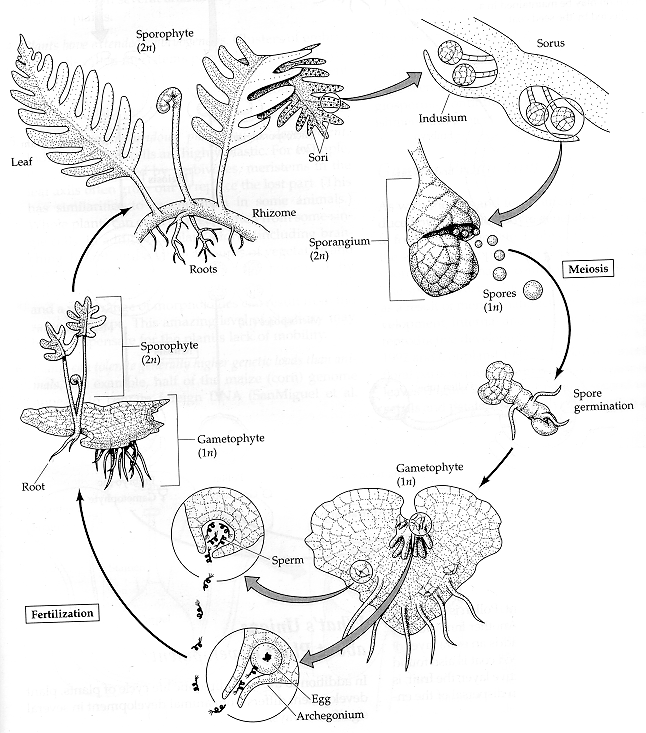 Sporophyte
(2n)
Sorus
Indusium
Leaf
Sori
Rhizome
Roots
Sporangium
(2n)
Meiosis
Spores
(1n)
Sporophyte
(2n)
Spore
germination
Gametophyte
(1n)
Gametophyte
(1n)
Root
Sperm
Fertilization
Egg
Archegonium